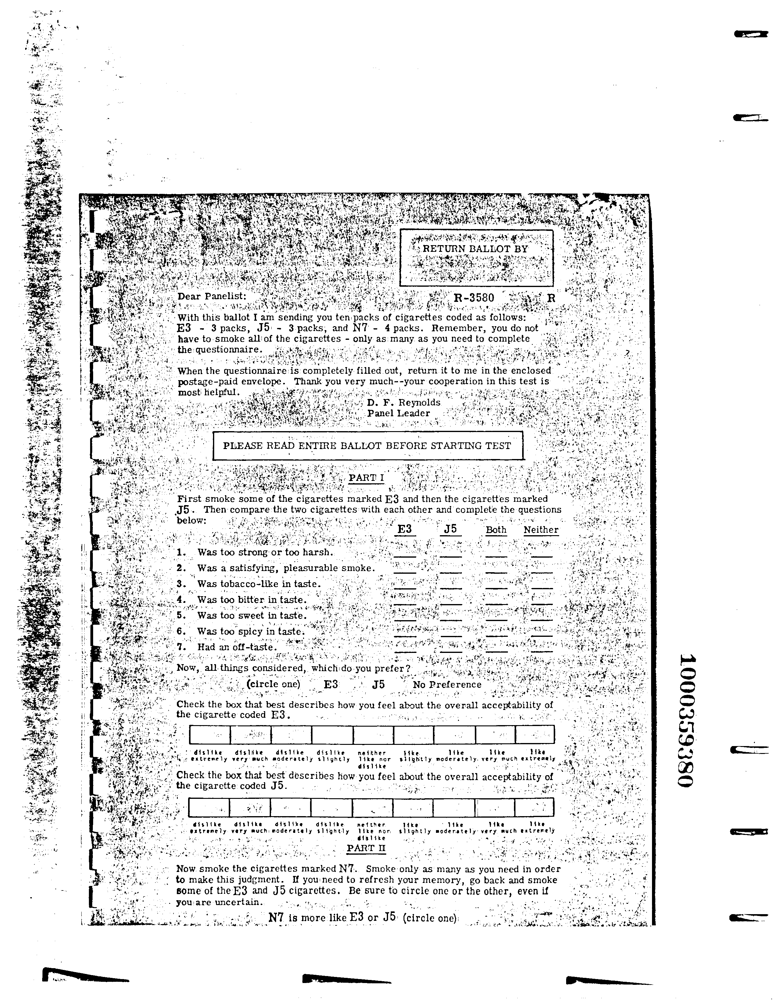 RETURN BALLOT BY
Dear Panelist:
R-3580 R
With this ballot I am sending you ten packs of cigarettes coded as follows:
E3 - 3 packs, J5 - 3 packs, and N7 - 4 packs. Remember, you do not
have to smoke all of the cigarettes - only as many as you need to complete
the questionnaire.
When the questionnaire is completely filled out, return it to me in the enclosed
postage-paid envelope. Thank you very much--your cooperation in this test is
most helpful.
D. F. Reynolds
Panel Leader
PLEASE READ ENTIRE BALLOT BEFORE STARTING TEST
PART I
First smoke some of the cigarettes marked E3 and then the cigarettes marked
J5. Then compare the two cigarettes with each other and complete the questions
below:
E3 J5 Both Neither
1. Was too strong or too harsh.
2. Was a satisfying, pleasurable smoke.
3. Was tobacco-like in taste.
4. Was too bitter in taste.
5. Was too sweet in taste.
6. Was too spicy in taste.
7. Had an off-taste.
Now, all things considered, which do you prefer?
(circle one) E3 J5 No Preference
Check the box that best describes how you feel about the overall acceptability of
the cigarette coded E3.
dislike dislike dislike dislike neither like like like like
extremely very much moderately slightly like nor slightly moderately very much extremely
dislike
Check the box that best describes how you feel about the overall acceptability of
the cigarette coded J5.
dislike dislike dislike dislike neither like like like like
extremely very much moderately slightly like nor slightly moderately very much extremely
dislike
PART II
Now smoke the cigarettes marked N7. Smoke only as many as you need in order
to make this judgment. If you need to refresh your memory, go back and smoke
some of the E3 and J5 cigarettes. Be sure to circle one or the other, even if
you are uncertain.
N7 is more like E3 or J5 (circle one)
1000359380